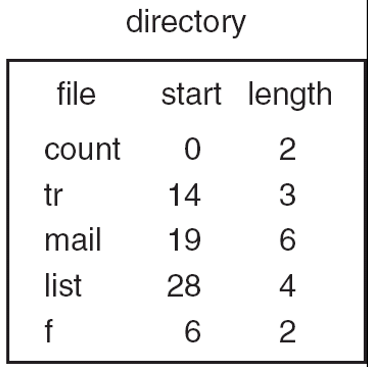 directory
file start length
count 0 2
tr 14 3
mail 19 6
list 28 4
f 6 2